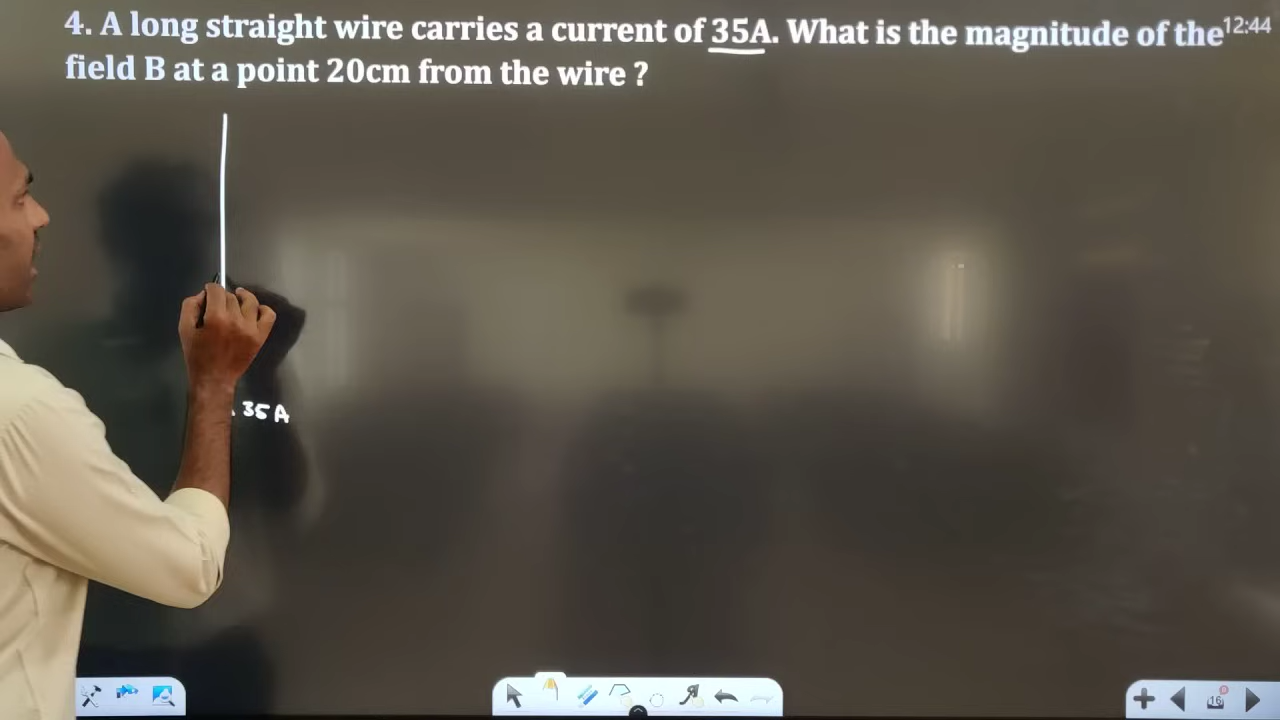 4. A long straight wire carries a current of 35A. What is the magnitude of the
12:44
field B at a point 20cm from the wire ?
35A
16